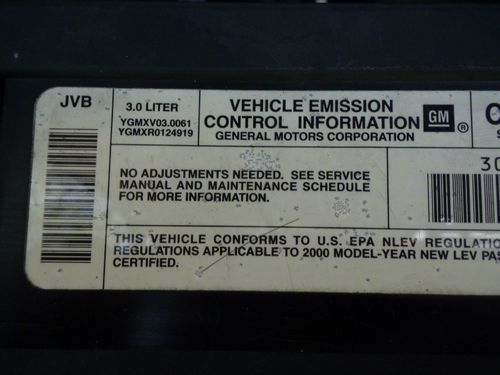 JVB
3.0 LITER
YGMXV03.0061
YGMXR0124919
VEHICLE EMISSION
CONTROL INFORMATION
GENERAL MOTORS CORPORATION
GM ®
C
S
NO ADJUSTMENTS NEEDED. SEE SERVICE
MANUAL AND MAINTENANCE SCHEDULE
FOR MORE INFORMATION.
30
THIS VEHICLE CONFORMS TO U.S. EPA NLEV REGULATIO
REGULATIONS APPLICABLE TO 2000 MODEL-YEAR NEW LEV PAS
CERTIFIED.